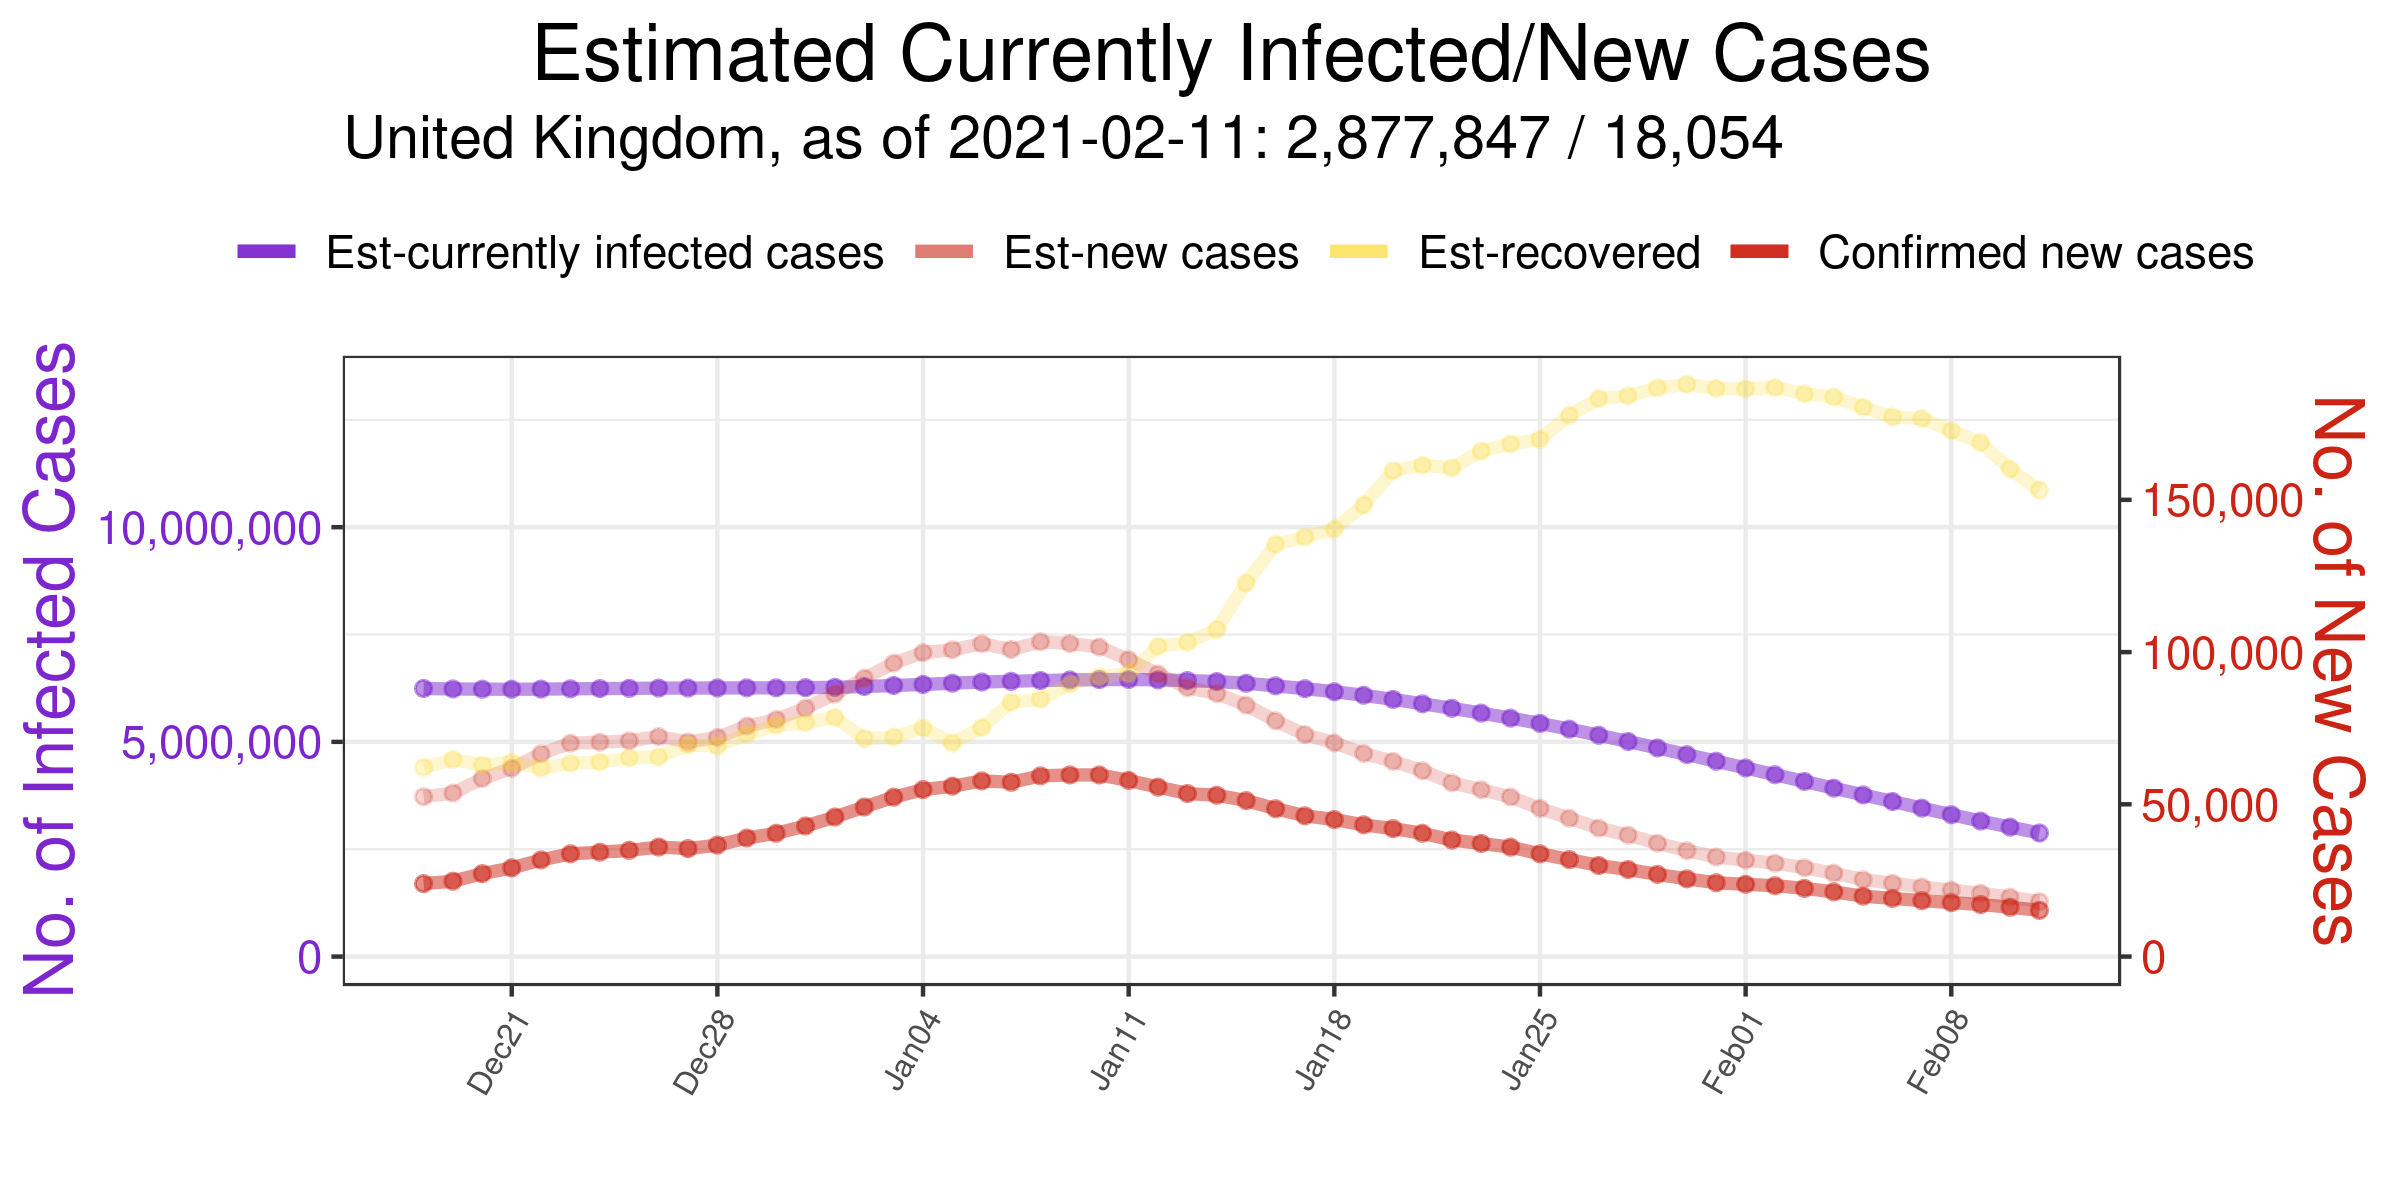 Estimated Currently Infected/New Cases
United Kingdom, as of 2021-02-11: 2,877,847 / 18,054
Est-currently infected cases Est-new cases Est-recovered Confirmed new cases
No. of Infected Cases
10,000,000
5,000,000
0
150,000
100,000
50,000
0
No. of New Cases
Dec21 Dec28 Jan04 Jan11 Jan18 Jan25 Feb01 Feb08